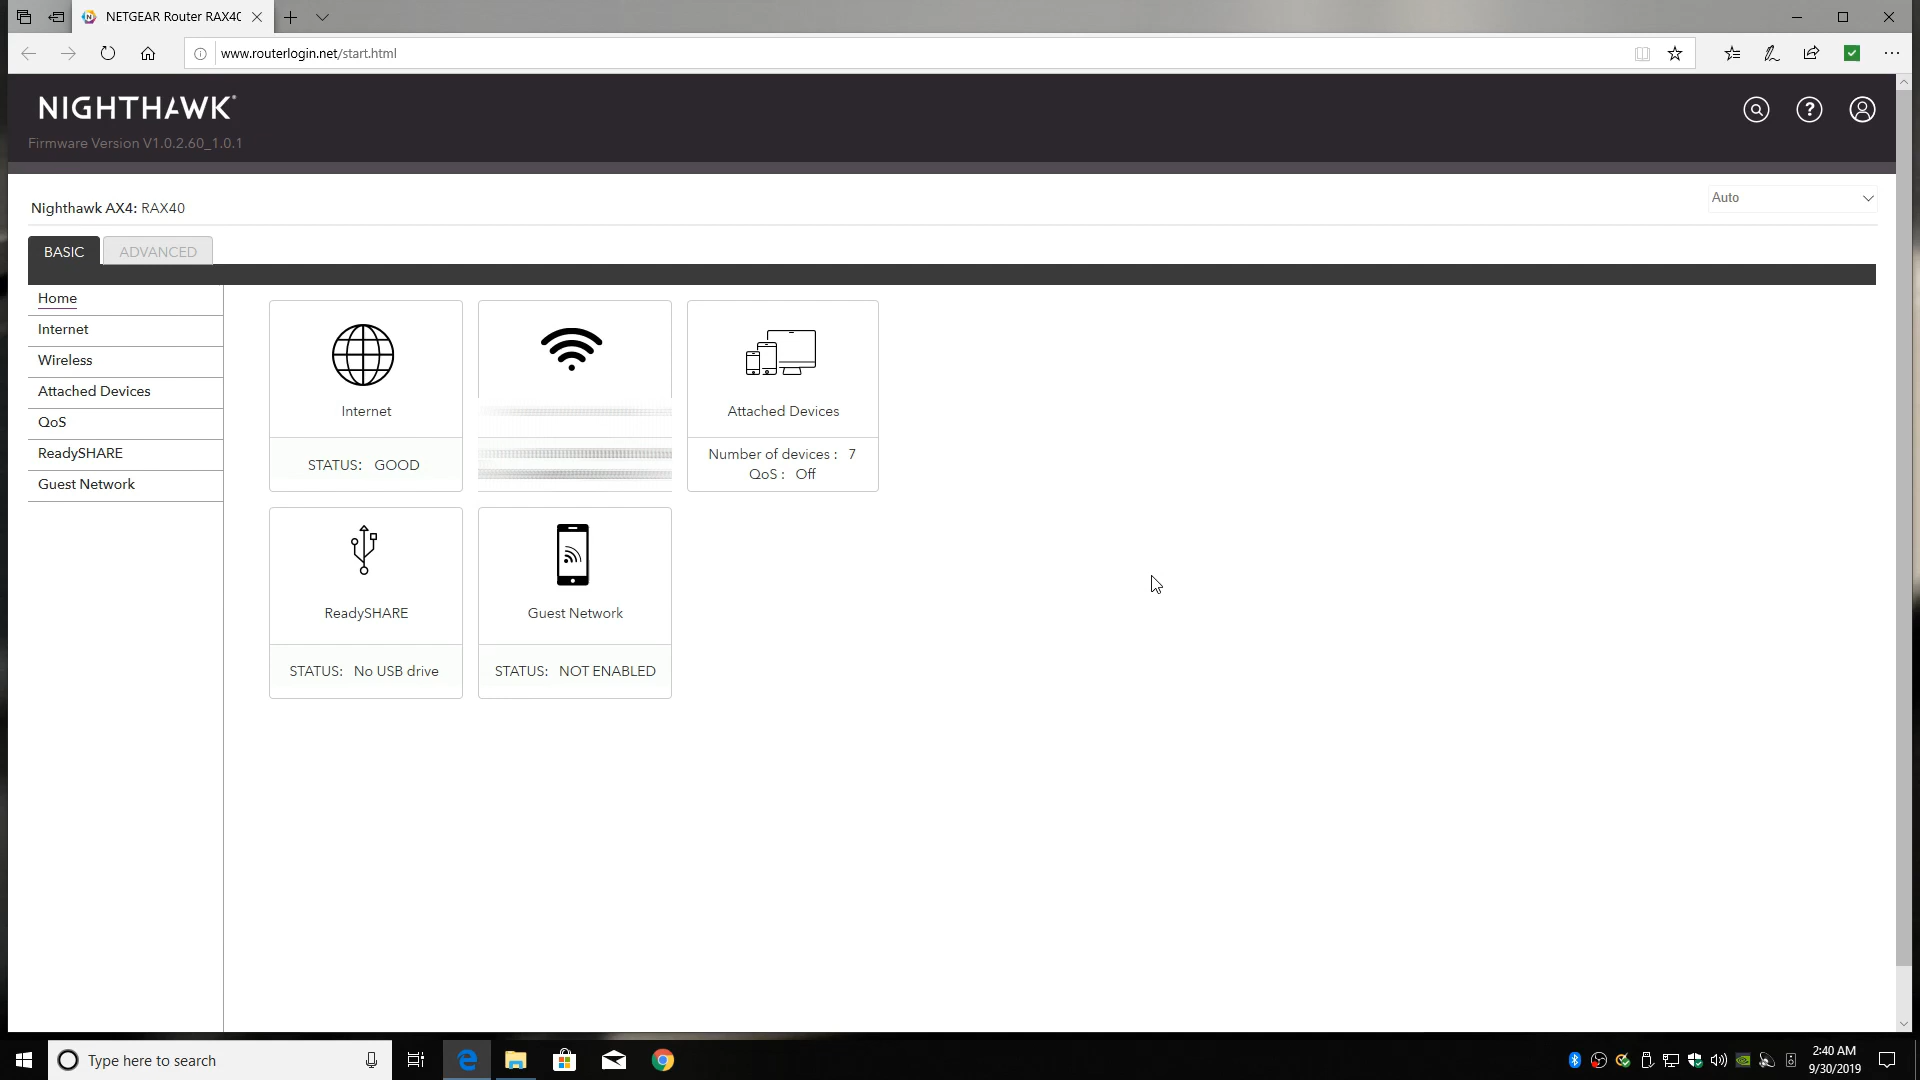 NETGEAR Router RAX40
www.routerlogin.net/start.html
NIGHTHAWK
Firmware Version V1.0.2.60_1.0.1
Nighthawk AX4: RAX40
Auto
BASIC
ADVANCED
Home
Internet
Wireless
Attached Devices
QoS
ReadySHARE
Guest Network
Internet
STATUS: GOOD
Attached Devices
Number of devices : 7
QoS : Off
ReadySHARE
STATUS: No USB drive
Guest Network
STATUS: NOT ENABLED
Type here to search
2:40 AM
9/30/2019